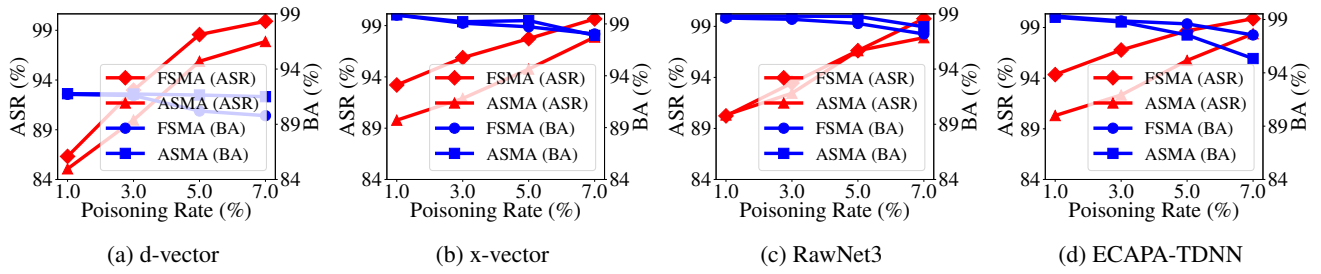 ASR (%)
99
94
89
84
99
94
89
84
BA (%)
FSMA (ASR)
ASMA (ASR)
FSMA (BA)
ASMA (BA)
1.0 3.0 5.0 7.0
Poisoning Rate (%)
(a) d-vector
ASR (%)
99
94
89
84
99
94
89
84
BA (%)
FSMA (ASR)
ASMA (ASR)
FSMA (BA)
ASMA (BA)
1.0 3.0 5.0 7.0
Poisoning Rate (%)
(b) x-vector
ASR (%)
99
94
89
84
99
94
89
84
BA (%)
FSMA (ASR)
ASMA (ASR)
FSMA (BA)
ASMA (BA)
1.0 3.0 5.0 7.0
Poisoning Rate (%)
(c) RawNet3
ASR (%)
99
94
89
84
99
94
89
84
BA (%)
FSMA (ASR)
ASMA (ASR)
FSMA (BA)
ASMA (BA)
1.0 3.0 5.0 7.0
Poisoning Rate (%)
(d) ECAPA-TDNN